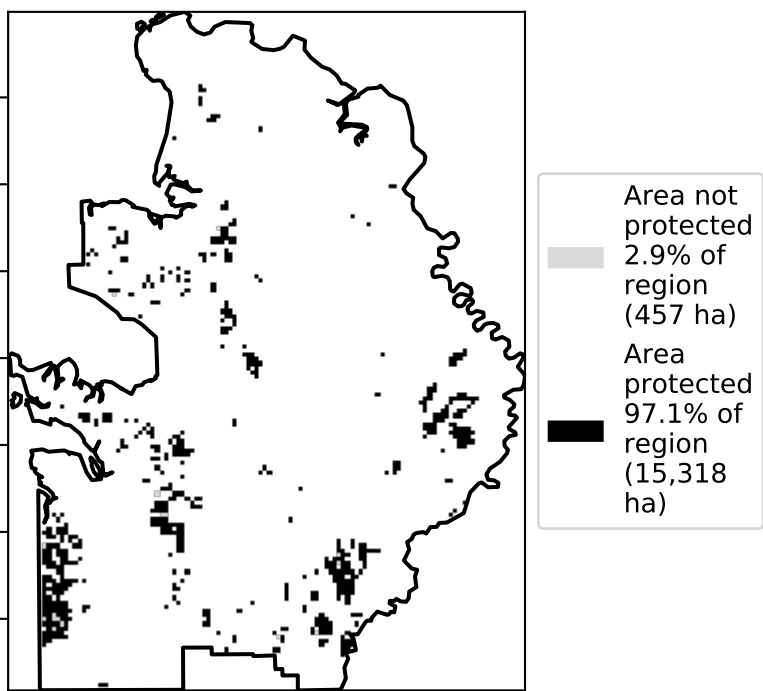 Area not
protected
2.9% of
region
(457 ha)
Area
protected
97.1% of
region
(15,318
ha)